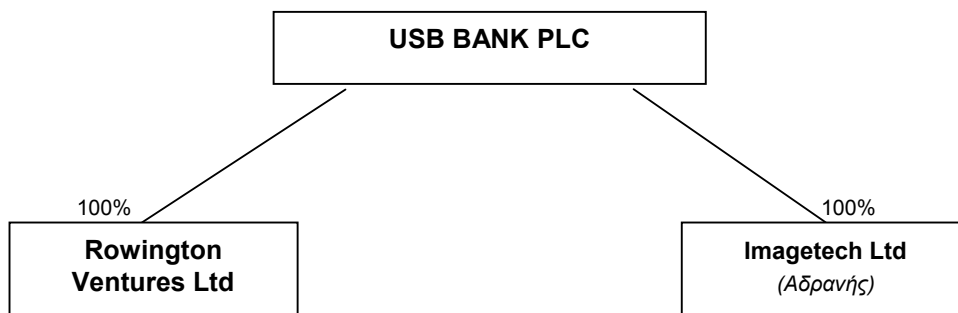 USB BANK PLC
100%
100%
Rowington
Ventures Ltd
Imagetech Ltd
(Αδρανής)